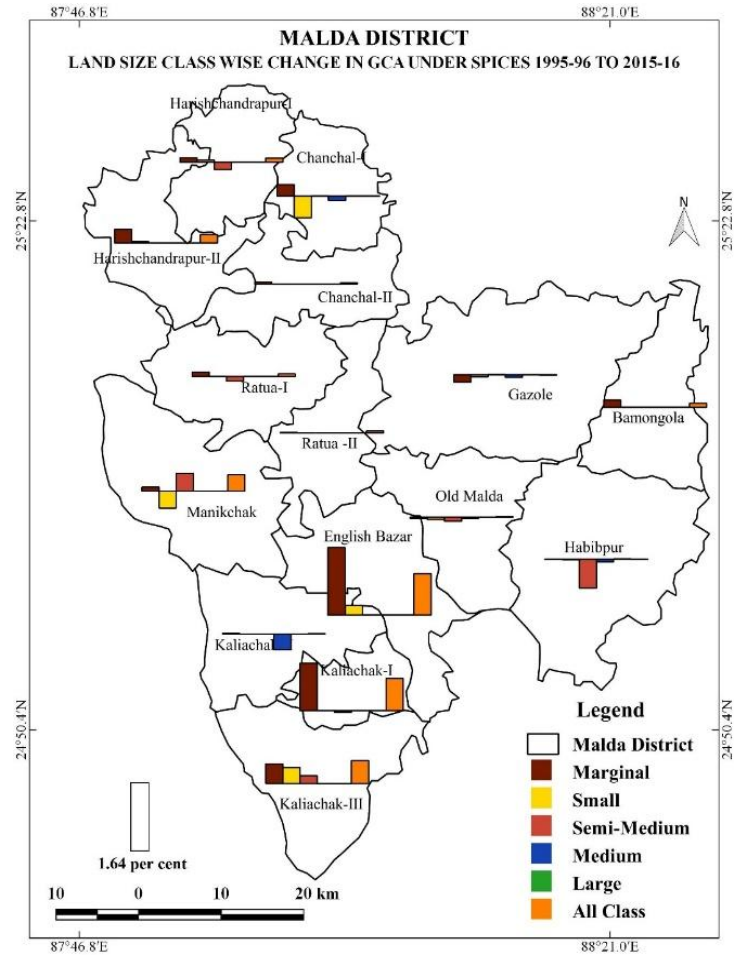 87°46.8'E 88°21.0'E
MALDA DISTRICT
LAND SIZE CLASS WISE CHANGE IN GCA UNDER SPICES 1995-96 TO 2015-16
Harishchandrapur-I
Chanchal-I
25°22.8'N 25°22.8'N
N
Harishchandrapur-II
Chanchal-II
Ratua-I
Gazole
Bamongola
Ratua -II
Old Malda
Manikchak
English Bazar
Habibpur
Kaliachak-I
24°50.4'N 24°50.4'N
Legend
Malda District
Marginal
Small
Semi-Medium
Medium
Large
All Class
Kaliachak-III
1.64 per cent
10 0 10 20 km
87°46.8'E 88°21.0'E